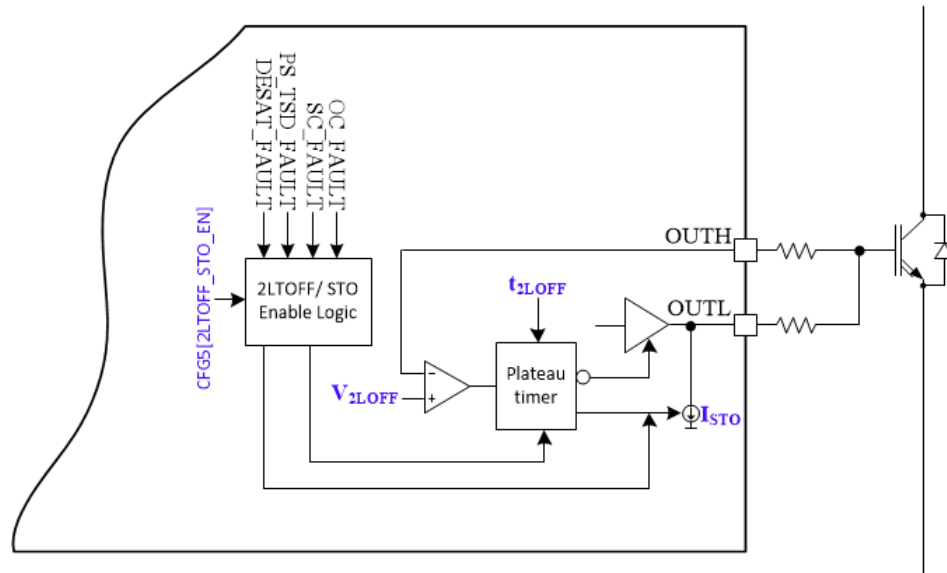 DESAT_FAULT
PS_TSD_FAULT
SC_FAULT
OC_FAULT
CFG5[2LTOFF_STO_EN]
2LTOFF/ STO
Enable Logic
OUTH
t2LOFF
OUTL
-
+
V2LOFF
Plateau
timer
ISTO